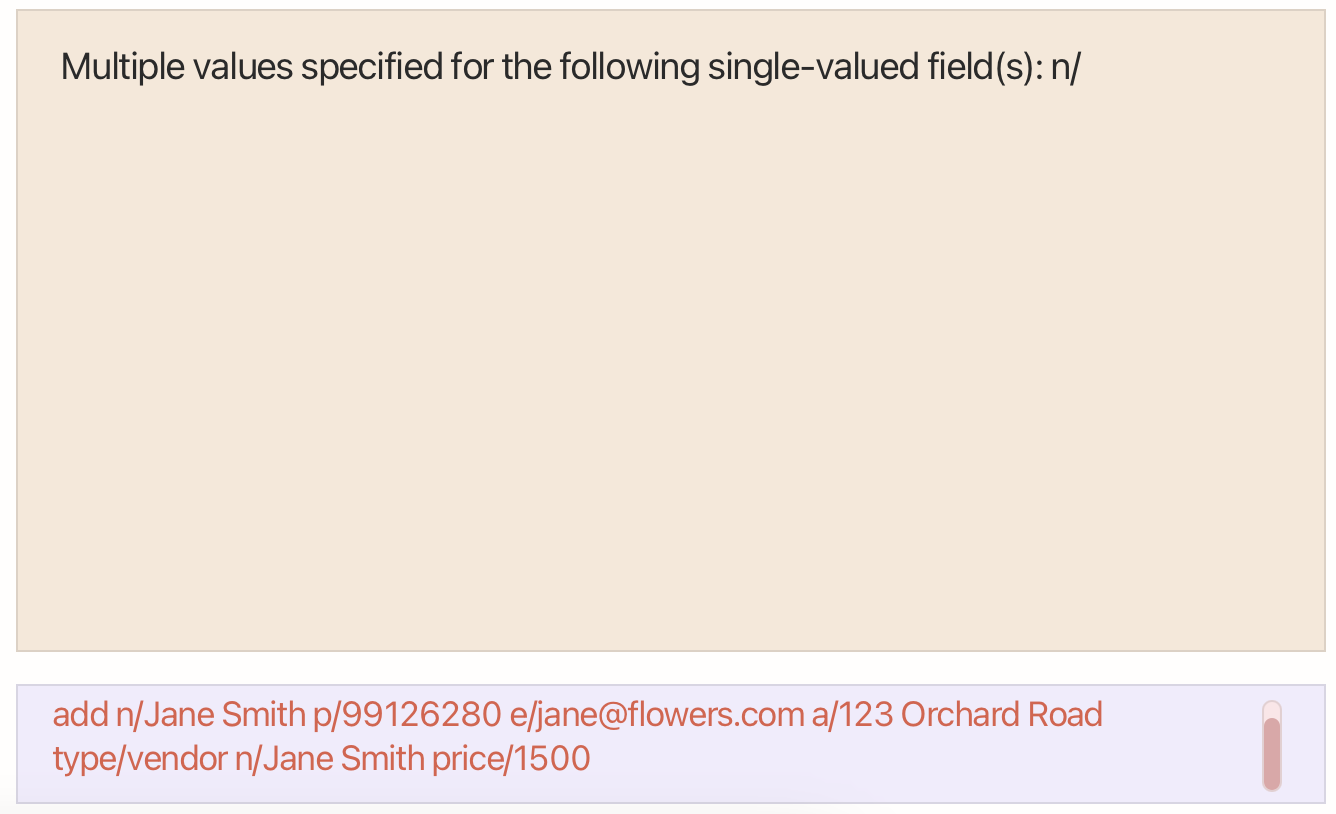 Multiple values specified for the following single-valued field(s): n/
add n/Jane Smith p/99126280 e/jane@flowers.com a/123 Orchard Road
type/vendor n/Jane Smith price/1500